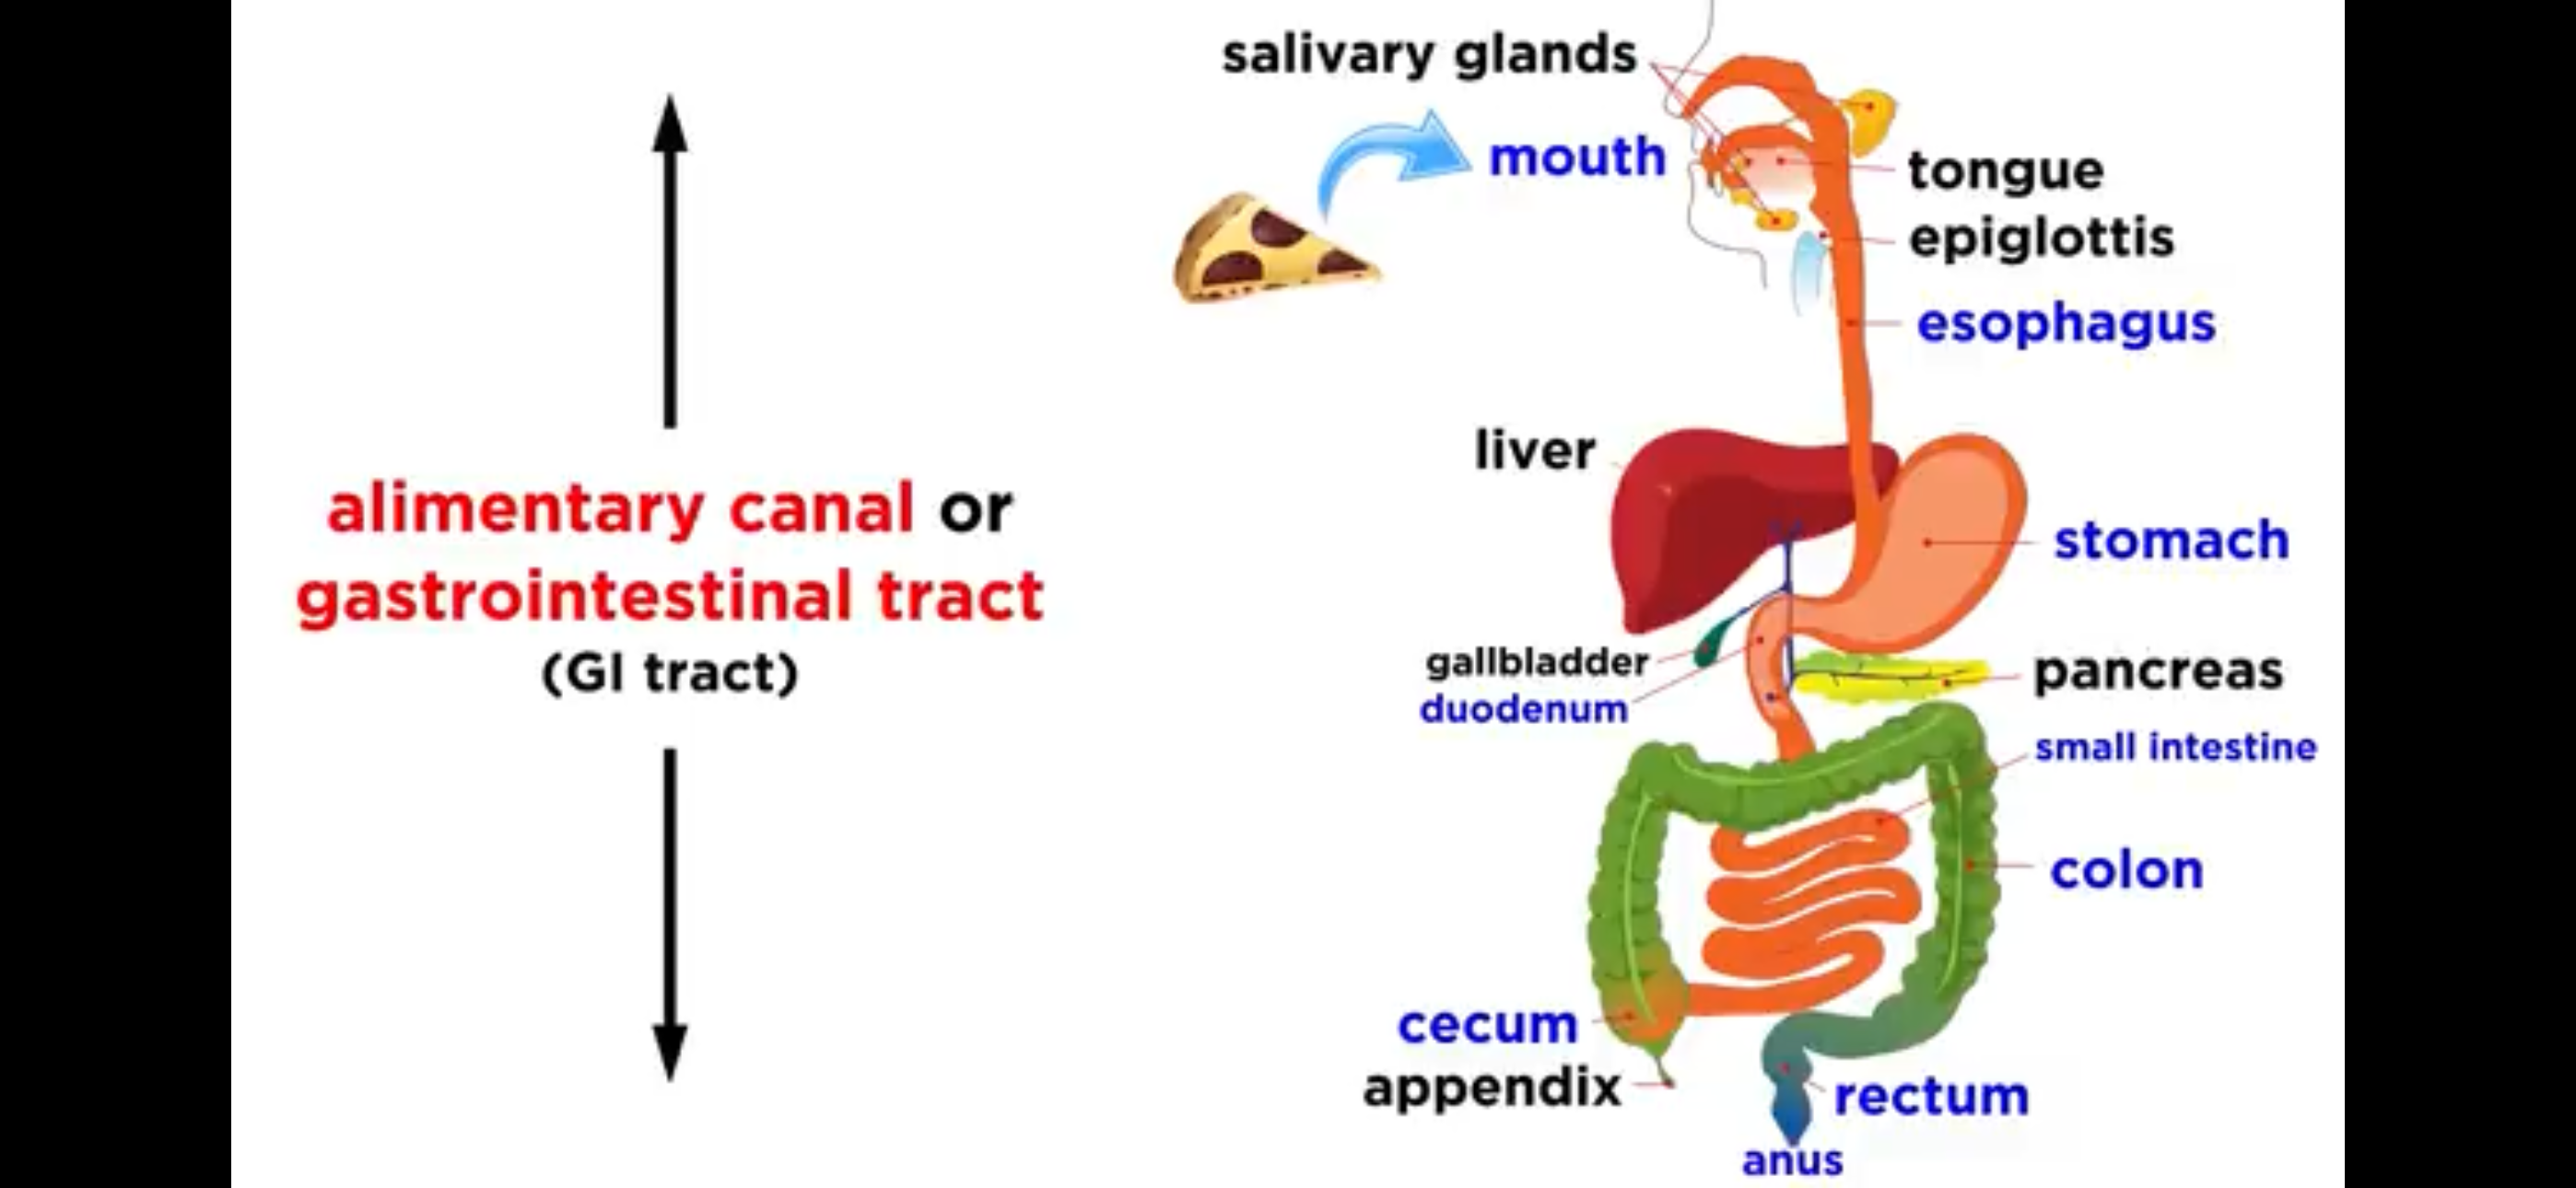 alimentary canal or
gastrointestinal tract
(GI tract)
salivary glands
mouth
tongue
epiglottis
esophagus
liver
stomach
gallbladder
duodenum
pancreas
small intestine
colon
cecum
appendix
rectum
anus